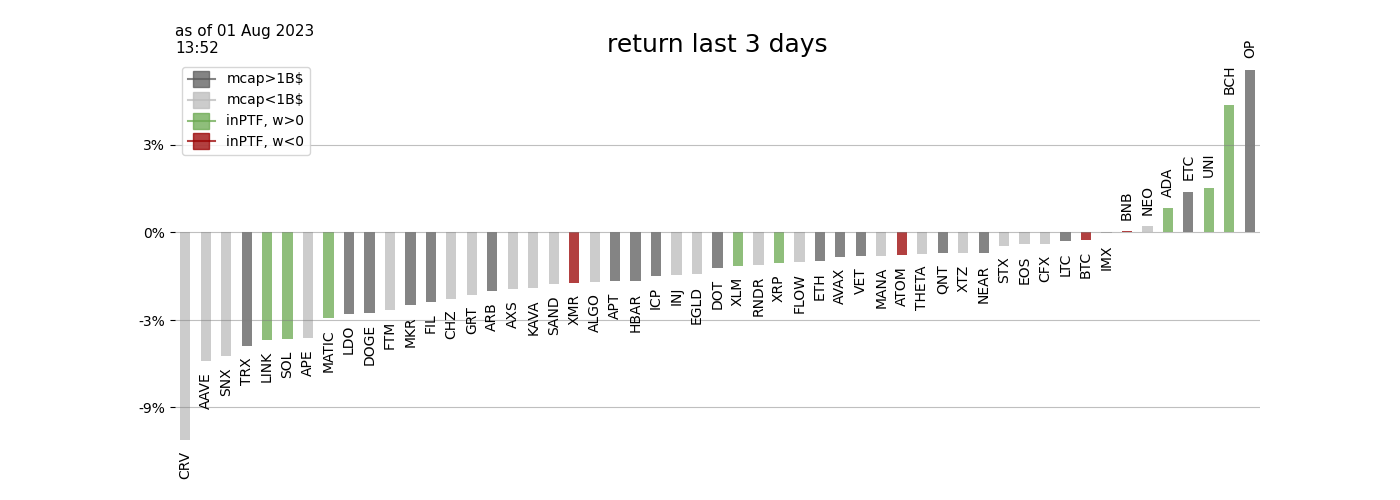 as of 01 Aug 2023
13:52
return last 3 days
mcap>1B$
mcap<1B$
inPTF, w>0
inPTF, w<0
3%
0%
-3%
-9%
CRV
AAVE
SNX
TRX
LINK
SOL
APE
MATIC
LDO
DOGE
FTM
MKR
FIL
CHZ
GRT
ARB
AXS
KAVA
SAND
XMR
ALGO
APT
HBAR
ICP
INJ
EGLD
DOT
XLM
RNDR
XRP
FLOW
ETH
AVAX
VET
MANA
ATOM
THETA
QNT
XTZ
NEAR
STX
EOS
CFX
LTC
BTC
IMX
BNB
NEO
ADA
ETC
UNI
BCH
OP